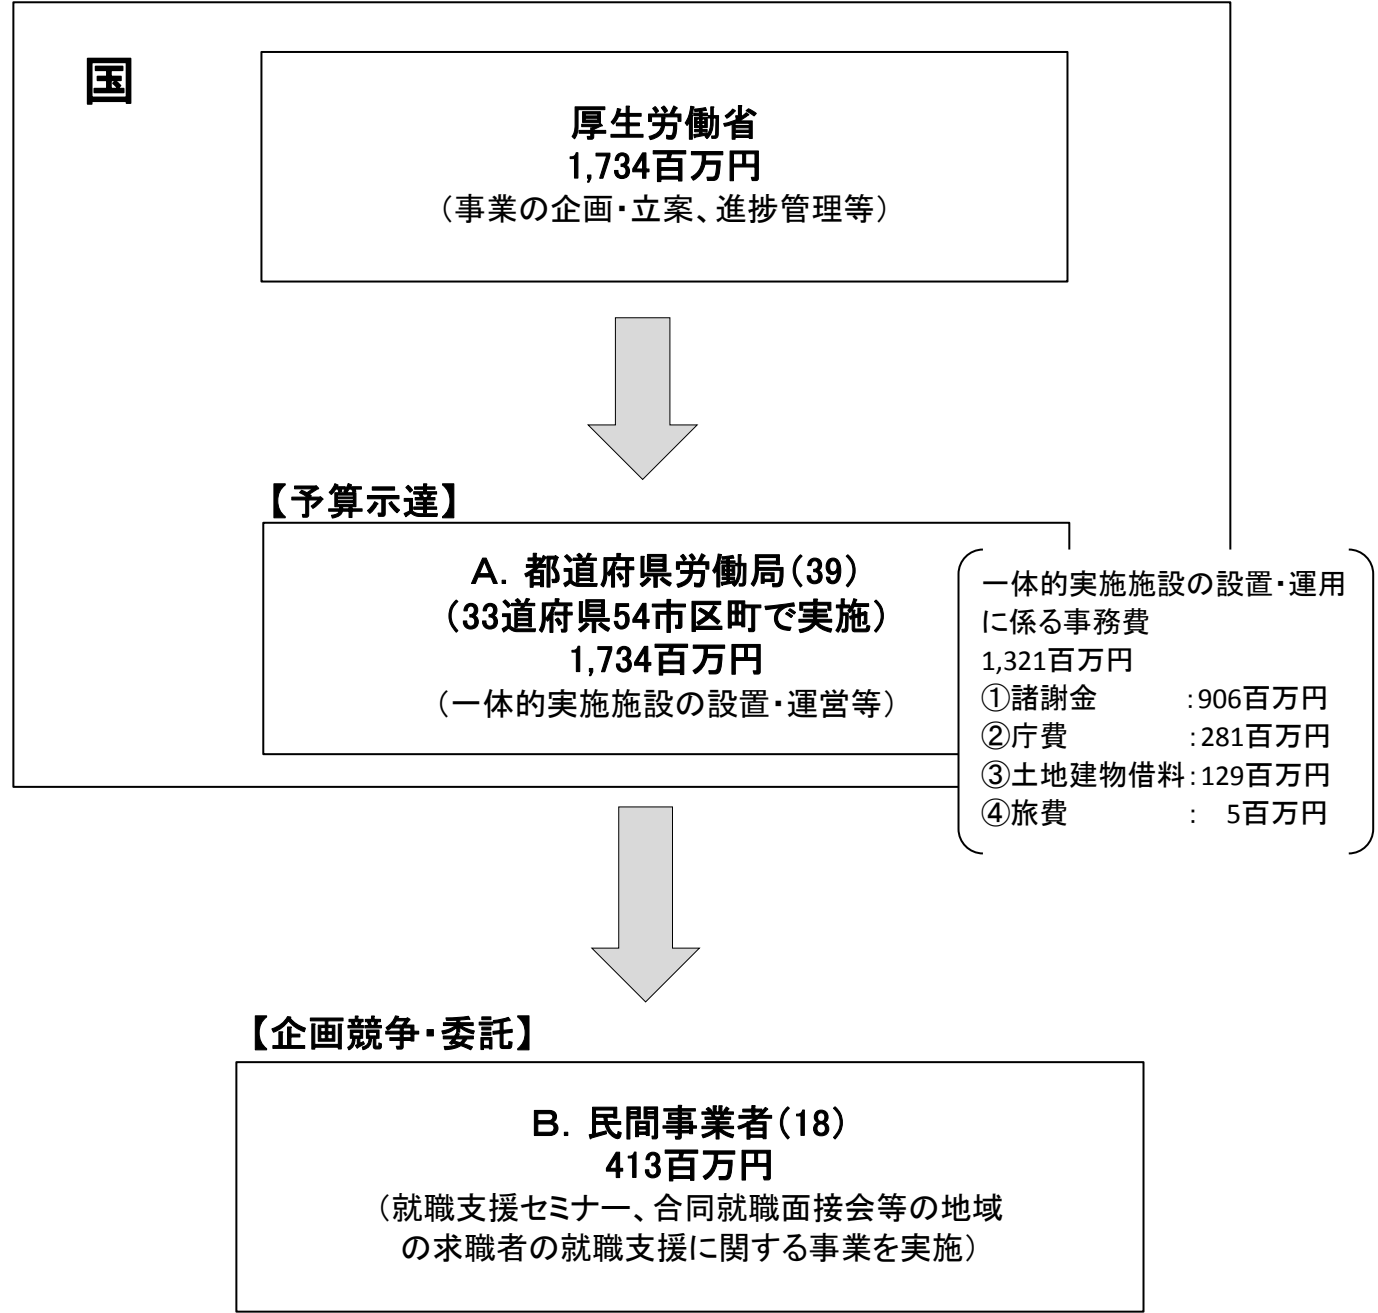 国
厚生労働省
1,734百万円
（事業の企画・立案、進捗管理等）
【予算示達】
Ａ．都道府県労働局（39）
（33道府県54市区町で実施）
1,734百万円
（一体的実施施設の設置・運営等）
一体的実施施設の設置・運用
に係る事務費
1,321百万円
①諸謝金　　　：906百万円
②庁費　　　　：281百万円
③土地建物借料：129百万円
④旅費　　　　：　5百万円
【企画競争・委託】
Ｂ．民間事業者（18）
413百万円
（就職支援セミナー、合同就職面接会等の地域
の求職者の就職支援に関する事業を実施）